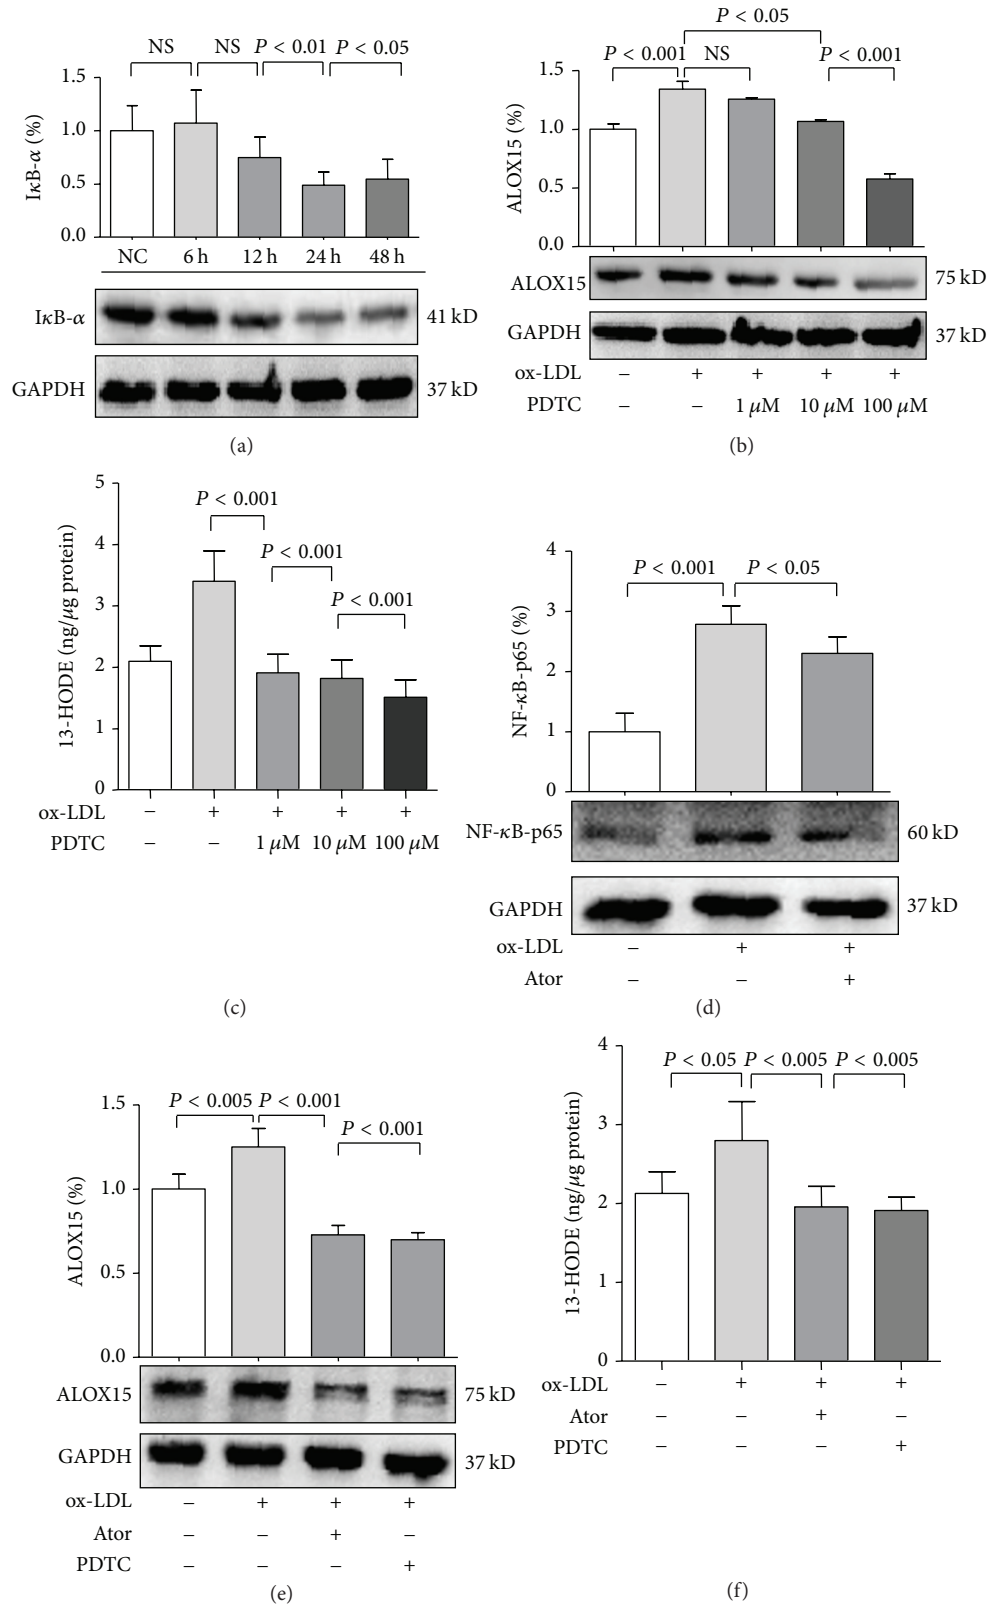 NS NS P < 0.01 P < 0.05
IκB-α (%)
1.5
1.0
0.5
0.0
NC 6 h 12 h 24 h 48 h
IκB-α 41 kD
GAPDH 37 kD
(a)
P < 0.05
P < 0.001 NS P < 0.001
ALOX15 (%)
1.5
1.0
0.5
0.0
ALOX15 75 kD
GAPDH 37 kD
ox-LDL − + + + +
PDTC − − 1 μM 10 μM 100 μM
(b)
P < 0.001
P < 0.001
P < 0.001
13-HODE (ng/μg protein)
5
4
3
2
1
0
ox-LDL − + + + +
PDTC − − 1 μM 10 μM 100 μM
(c)
P < 0.001 P < 0.05
NF-κB-p65 (%)
4
3
2
1
0
NF-κB-p65 60 kD
GAPDH 37 kD
ox-LDL − + +
Ator − − +
(d)
P < 0.005 P < 0.001
P < 0.001
ALOX15 (%)
1.5
1.0
0.5
0.0
ALOX15 75 kD
GAPDH 37 kD
ox-LDL − + + +
Ator − − + −
PDTC − − − +
(e)
P < 0.05 P < 0.005 P < 0.005
13-HODE (ng/μg protein)
4
3
2
1
0
ox-LDL − + + +
Ator − − + −
PDTC − − − +
(f)